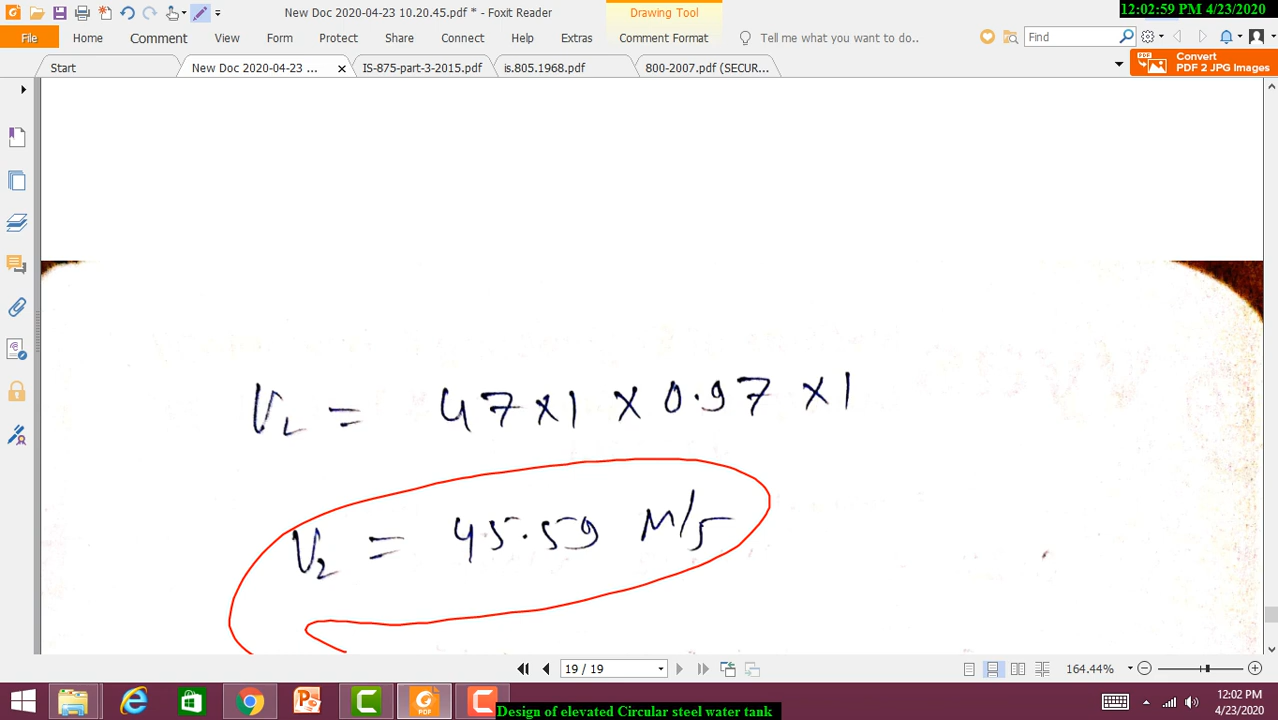 New Doc 2020-04-23 10.20.45.pdf * - Foxit Reader
Drawing Tool
12:02:59 PM 4/23/2020
File Home Comment View Form Protect Share Connect Help Extras Comment Format Tell me what you want to do.. Find
Start New Doc 2020-04-23 ... IS-875-part-3-2015.pdf is.805.1968.pdf 800-2007.pdf (SECUR...
Convert
PDF 2 JPG Images
Vz = 47 x 1 x 0.97 x 1
Vz = 45.59 M/s
19 / 19
164.44%
PDF
Design of elevated Circular steel water tank
12:02 PM
4/23/2020